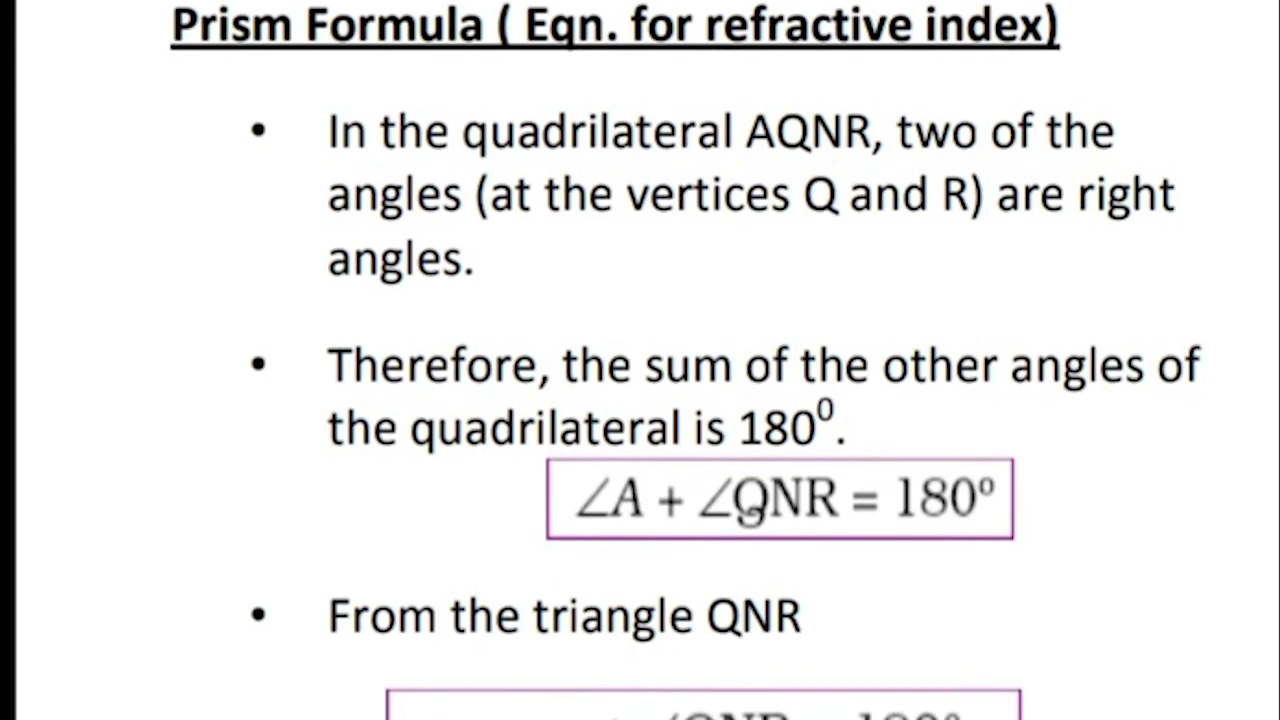 Prism Formula ( Eqn. for refractive index)
• In the quadrilateral AQNR, two of the
angles (at the vertices Q and R) are right
angles.
• Therefore, the sum of the other angles of
the quadrilateral is 180⁰.
∠A + ∠QNR = 180º
• From the triangle QNR